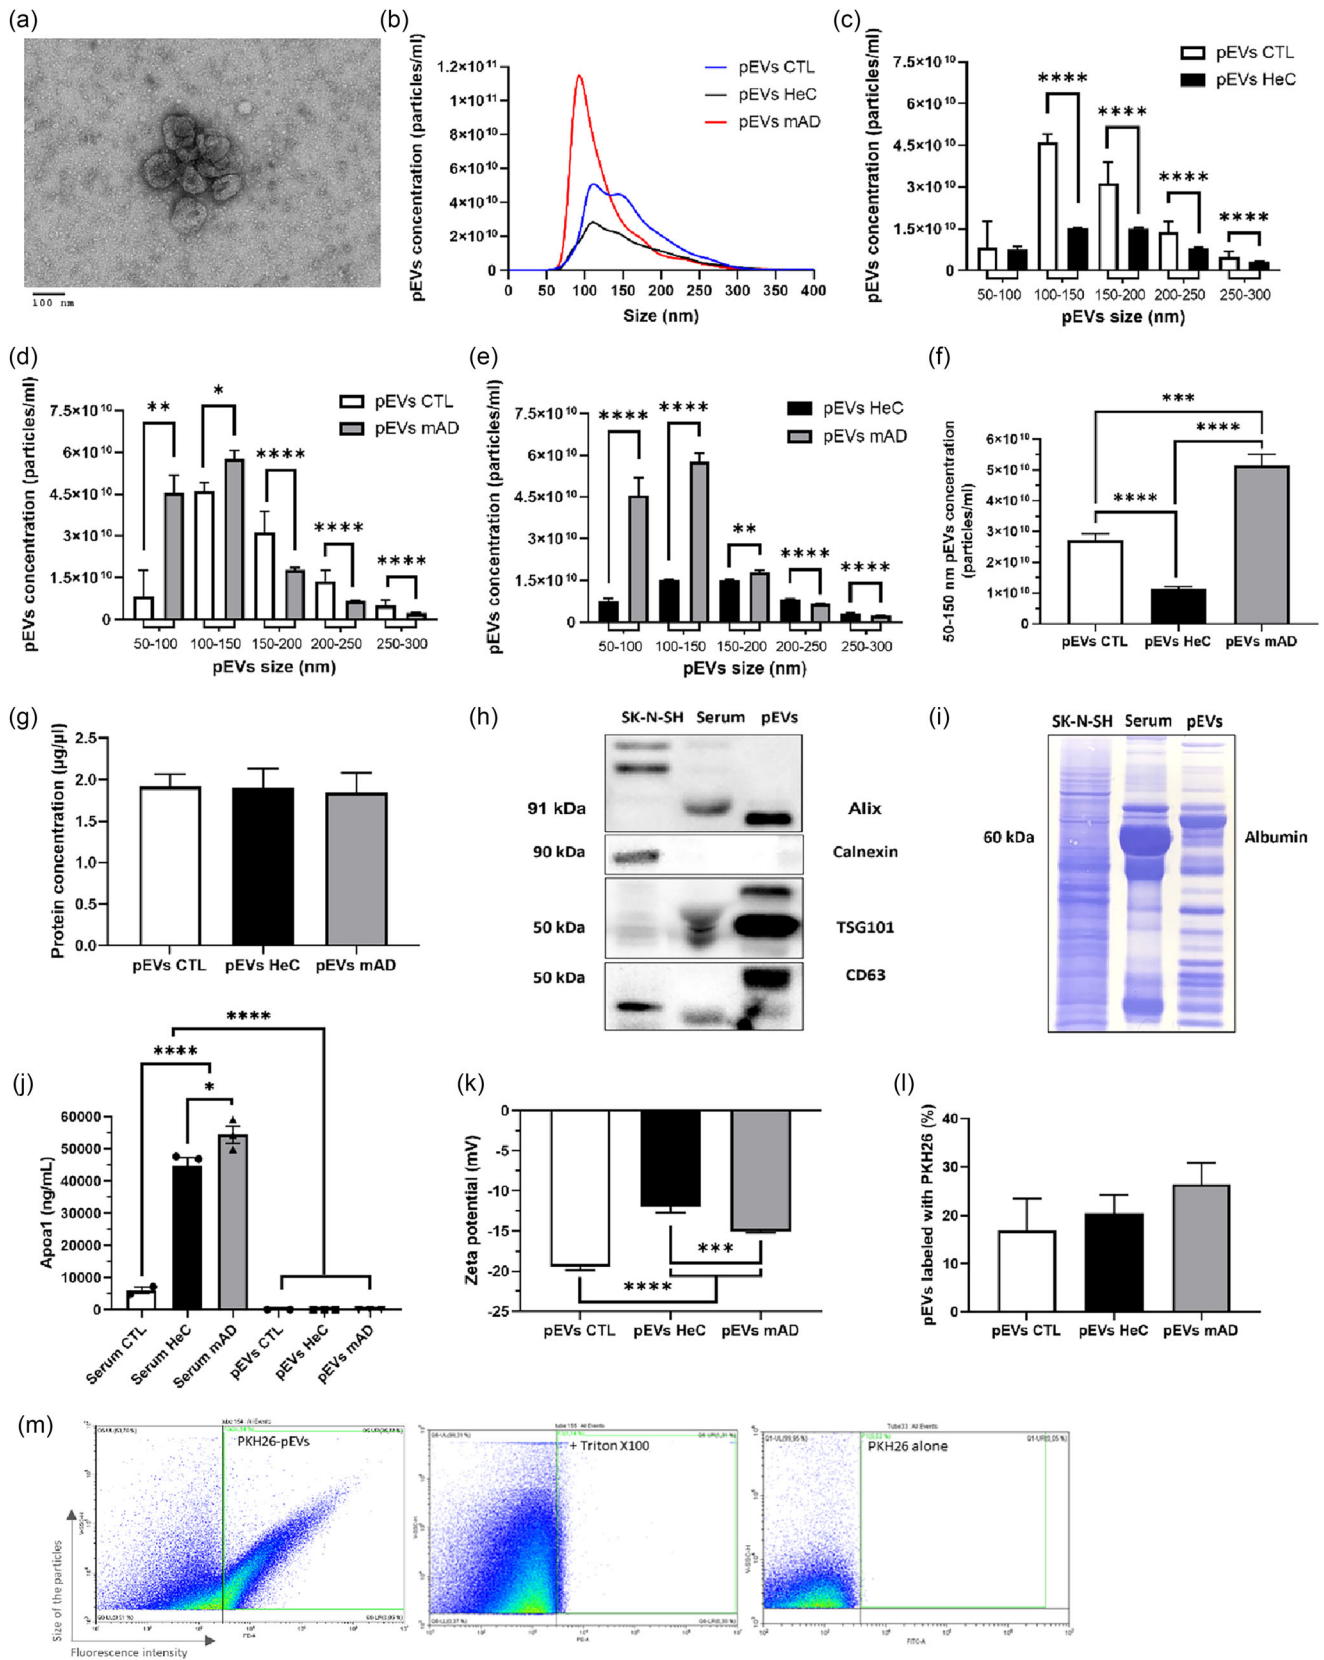 (a)
100 nm
(b)
pEVs concentration (particles/ml)
1.2×10¹¹
1×10¹¹
8×10¹⁰
6×10¹⁰
4×10¹⁰
2×10¹⁰
0
0 50 100 150 200 250 300 350 400
Size (nm)
pEVs CTL
pEVs HeC
pEVs mAD
(c)
pEVs concentration (particles/ml)
7.5×10¹⁰
6×10¹⁰
4.5×10¹⁰
3×10¹⁰
1.5×10¹⁰
0
pEVs CTL
pEVs HeC
**** **** **** ****
50-100 100-150 150-200 200-250 250-300
pEVs size (nm)
(d)
pEVs concentration (particles/ml)
7.5×10¹⁰
6×10¹⁰
4.5×10¹⁰
3×10¹⁰
1.5×10¹⁰
0
pEVs CTL
pEVs mAD
** * **** **** ****
50-100 100-150 150-200 200-250 250-300
pEVs size (nm)
(e)
pEVs concentration (particles/ml)
7.5×10¹⁰
6×10¹⁰
4.5×10¹⁰
3×10¹⁰
1.5×10¹⁰
0
pEVs HeC
pEVs mAD
**** **** ** **** ****
50-100 100-150 150-200 200-250 250-300
pEVs size (nm)
(f)
50-150 nm pEVs concentration
(particles/ml)
6×10¹⁰
5×10¹⁰
4×10¹⁰
3×10¹⁰
2×10¹⁰
1×10¹⁰
0
***
****
****
pEVs CTL pEVs HeC pEVs mAD
(g)
Protein concentration (µg/µl)
2.5
2.0
1.5
1.0
0.5
0.0
pEVs CTL pEVs HeC pEVs mAD
(h)
SK-N-SH Serum pEVs
91 kDa Alix
90 kDa Calnexin
50 kDa TSG101
50 kDa CD63
(i)
SK-N-SH Serum pEVs
60 kDa Albumin
(j)
Apoa1 (ng/mL)
60000
50000
40000
30000
20000
10000
0
****
****
*
Serum CTL
Serum HeC
Serum mAD
pEVs CTL
pEVs HeC
pEVs mAD
(k)
Zeta potential (mV)
0
-5
-10
-15
-20
-25
***
****
pEVs CTL pEVs HeC pEVs mAD
(l)
pEVs labeled with PKH26 (%)
40
30
20
10
0
pEVs CTL pEVs HeC pEVs mAD
(m)
Size of the particles
Fluorescence intensity
PKH26-pEVs
+ Triton X100
Tube33 : All Events
Q1-UL(99,95%)
Q1-UR(0,05%)
PKH26 alone
V-SSC-H
FITC-A